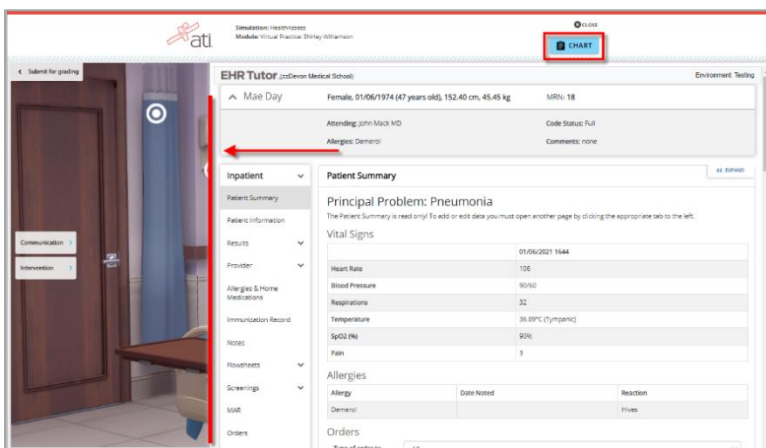 ati
Simulation: HealthAssess
Module: Virtual Practice: Shirley Williamson
CLOSE
CHART
Submit for grading
EHR Tutor (zzDevon Medical School)
Environment: Testing
Mae Day
Female, 01/06/1974 (47 years old), 152.40 cm, 45.45 kg
MRN: 18
Attending: John Mack MD
Code Status: Full
Allergies: Demerol
Comments: none
Inpatient
Patient Summary
Patient Information
Results
Provider
Allergies & Home
Medications
Immunization Record
Notes
Flowsheets
Screenings
MAR
Orders
Communication
Intervention
Patient Summary
EXPAND
Principal Problem: Pneumonia
The Patient Summary is read only! To add or edit data you must open another page by clicking the appropriate tab to the left.
Vital Signs
01/06/2021 1644
Heart Rate
108
Blood Pressure
90/60
Respirations
32
Temperature
38.89°C (Tympanic)
SpO2 (%)
90%
Pain
3
Allergies
Allergy
Date Noted
Reaction
Demerol
Hives
Orders